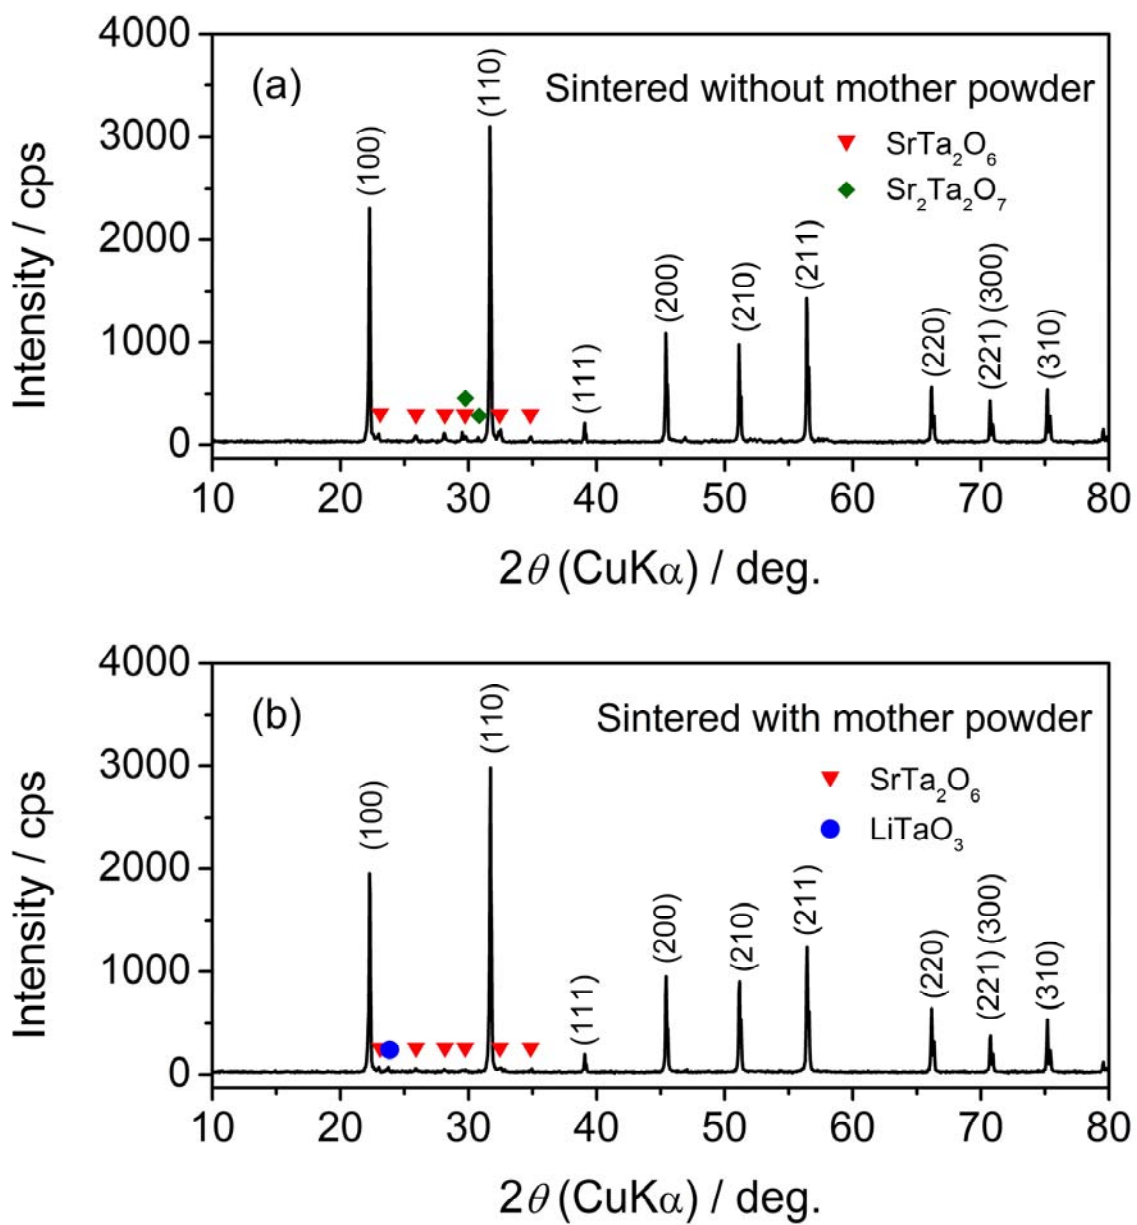 4000
3000
2000
1000
0
Intensity / cps
(a)
Sintered without mother powder
SrTa₂O₆
Sr₂Ta₂O₇
(100)
(110)
(111)
(200)
(210)
(211)
(220)
(221) (300)
(310)
10 20 30 40 50 60 70 80
2θ (CuKα) / deg.
4000
3000
2000
1000
0
Intensity / cps
(b)
Sintered with mother powder
SrTa₂O₆
LiTaO₃
(100)
(110)
(111)
(200)
(210)
(211)
(220)
(221) (300)
(310)
10 20 30 40 50 60 70 80
2θ (CuKα) / deg.